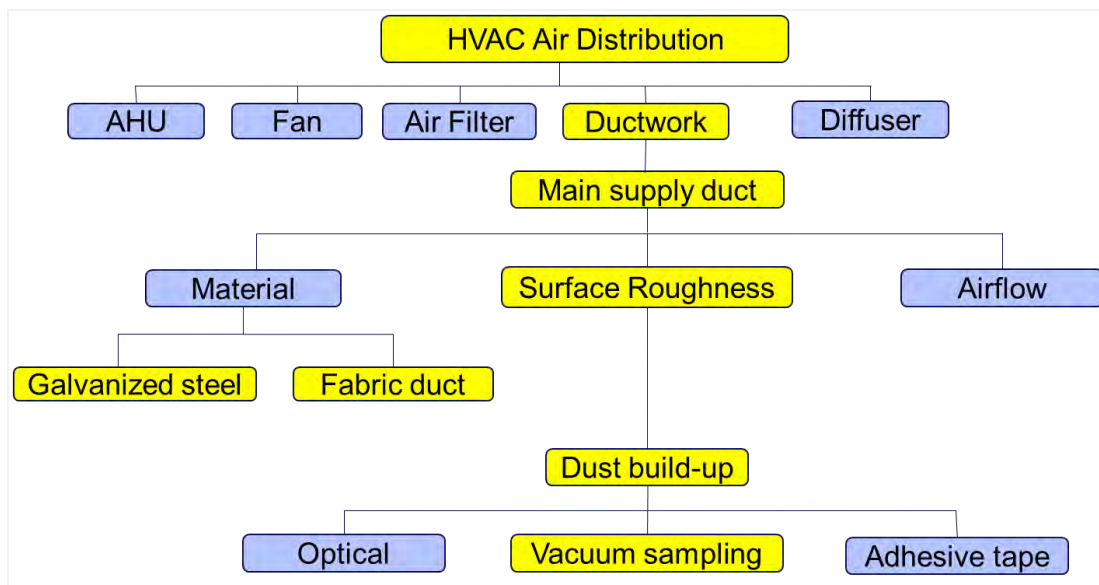 HVAC Air Distribution
AHU
Fan
Air Filter
Ductwork
Diffuser
Main supply duct
Material
Surface Roughness
Airflow
Galvanized steel
Fabric duct
Dust build-up
Optical
Vacuum sampling
Adhesive tape